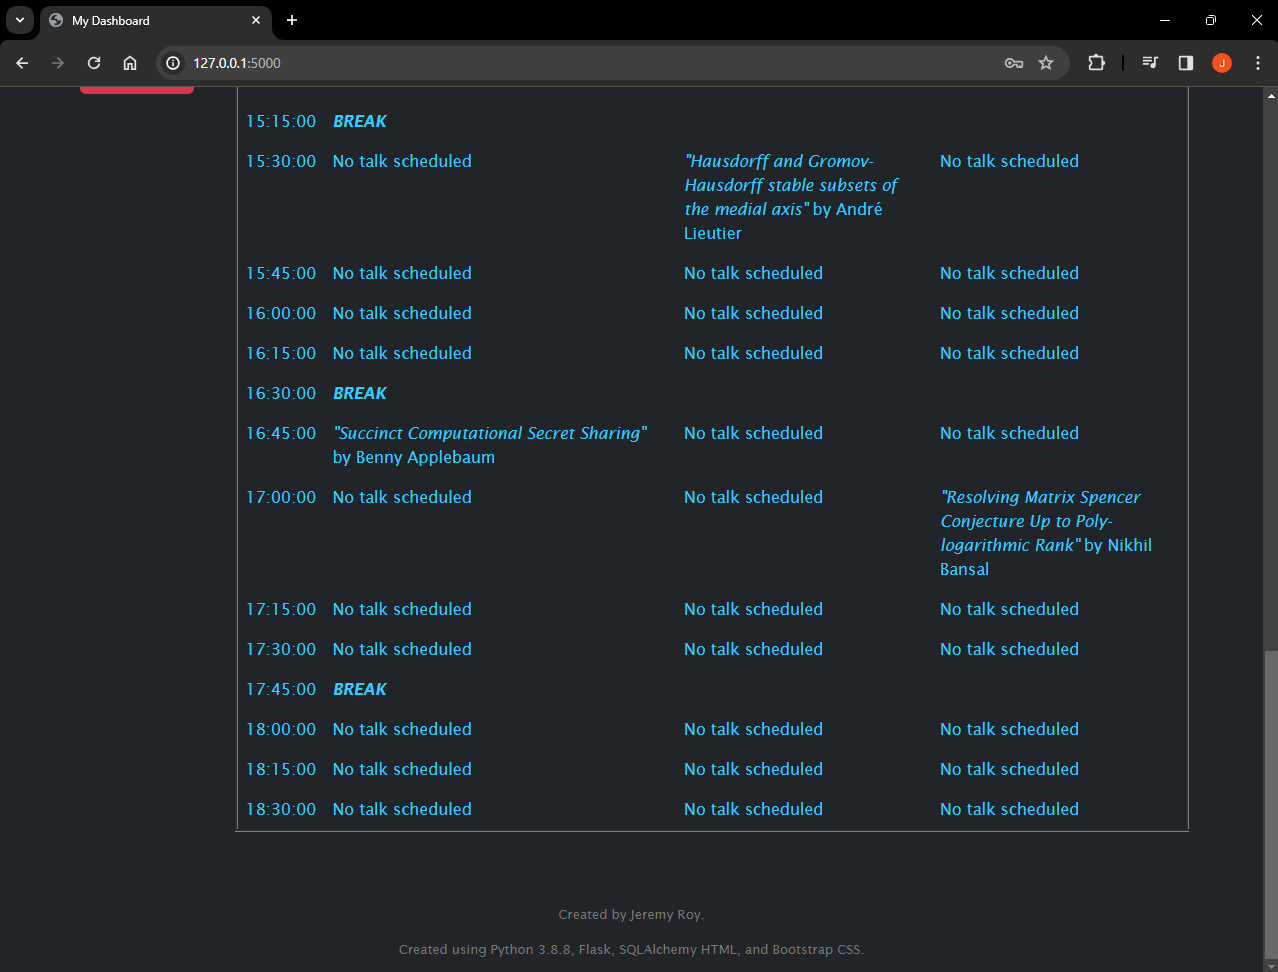 My Dashboard
127.0.0.1:5000
J
15:15:00 BREAK
15:30:00 No talk scheduled "Hausdorff and Gromov- No talk scheduled
Hausdorff stable subsets of
the medial axis" by André
Lieutier
15:45:00 No talk scheduled No talk scheduled No talk scheduled
16:00:00 No talk scheduled No talk scheduled No talk scheduled
16:15:00 No talk scheduled No talk scheduled No talk scheduled
16:30:00 BREAK
16:45:00 "Succinct Computational Secret Sharing" No talk scheduled No talk scheduled
by Benny Applebaum
17:00:00 No talk scheduled No talk scheduled "Resolving Matrix Spencer
Conjecture Up to Poly-
logarithmic Rank" by Nikhil
Bansal
17:15:00 No talk scheduled No talk scheduled No talk scheduled
17:30:00 No talk scheduled No talk scheduled No talk scheduled
17:45:00 BREAK
18:00:00 No talk scheduled No talk scheduled No talk scheduled
18:15:00 No talk scheduled No talk scheduled No talk scheduled
18:30:00 No talk scheduled No talk scheduled No talk scheduled
Created by Jeremy Roy.
Created using Python 3.8.8, Flask, SQLAlchemy HTML, and Bootstrap CSS.